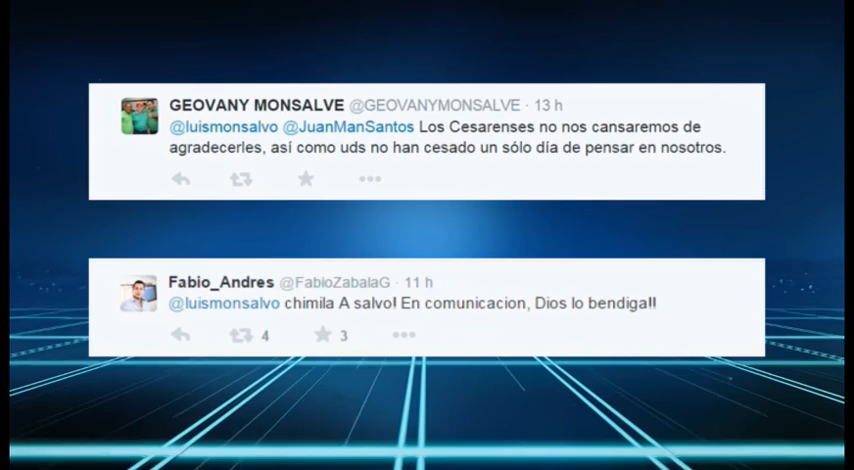 GEOVANY MONSALVE @GEOVANYMONSALVE · 13 h
@luismonsalvo @JuanManSantos Los Cesarenses no nos cansaremos de
agradecerles, así como uds no han cesado un sólo día de pensar en nosotros.
Fabio_Andres @FabioZabalaG · 11 h
@luismonsalvo chimila A salvo! En comunicacion, Dios lo bendiga!!
4 3